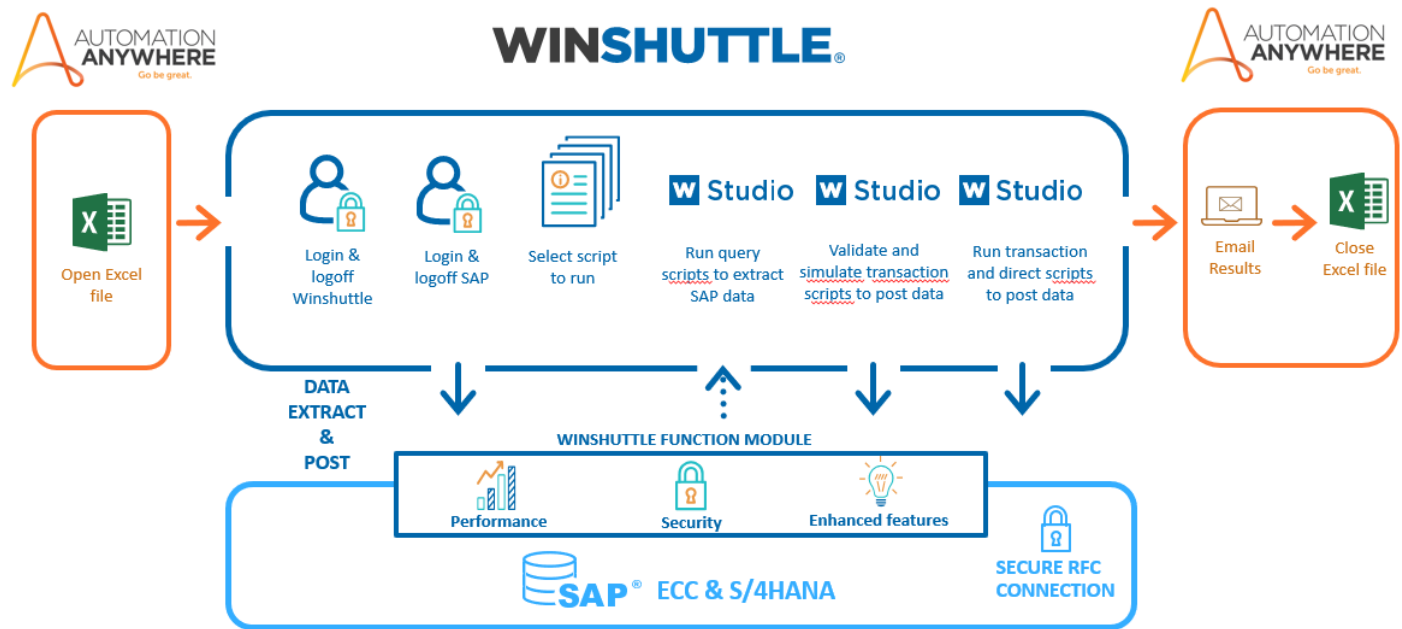 AUTOMATION
ANYWHERE
Go be great.
WINSHUTTLE®
AUTOMATION
ANYWHERE
Go be great.
X
Open Excel
file
Login &
logoff
Winshuttle
Login &
logoff SAP
Select script
to run
W Studio
Run query
scripts to extract
SAP data
W Studio
Validate and
simulate transaction
scripts to post data
W Studio
Run transaction
and direct scripts
to post data
Email
Results
X
Close
Excel file
DATA
EXTRACT
&
POST
WINSHUTTLE FUNCTION MODULE
Performance
Security
Enhanced features
SAP® ECC & S/4HANA
SECURE RFC
CONNECTION